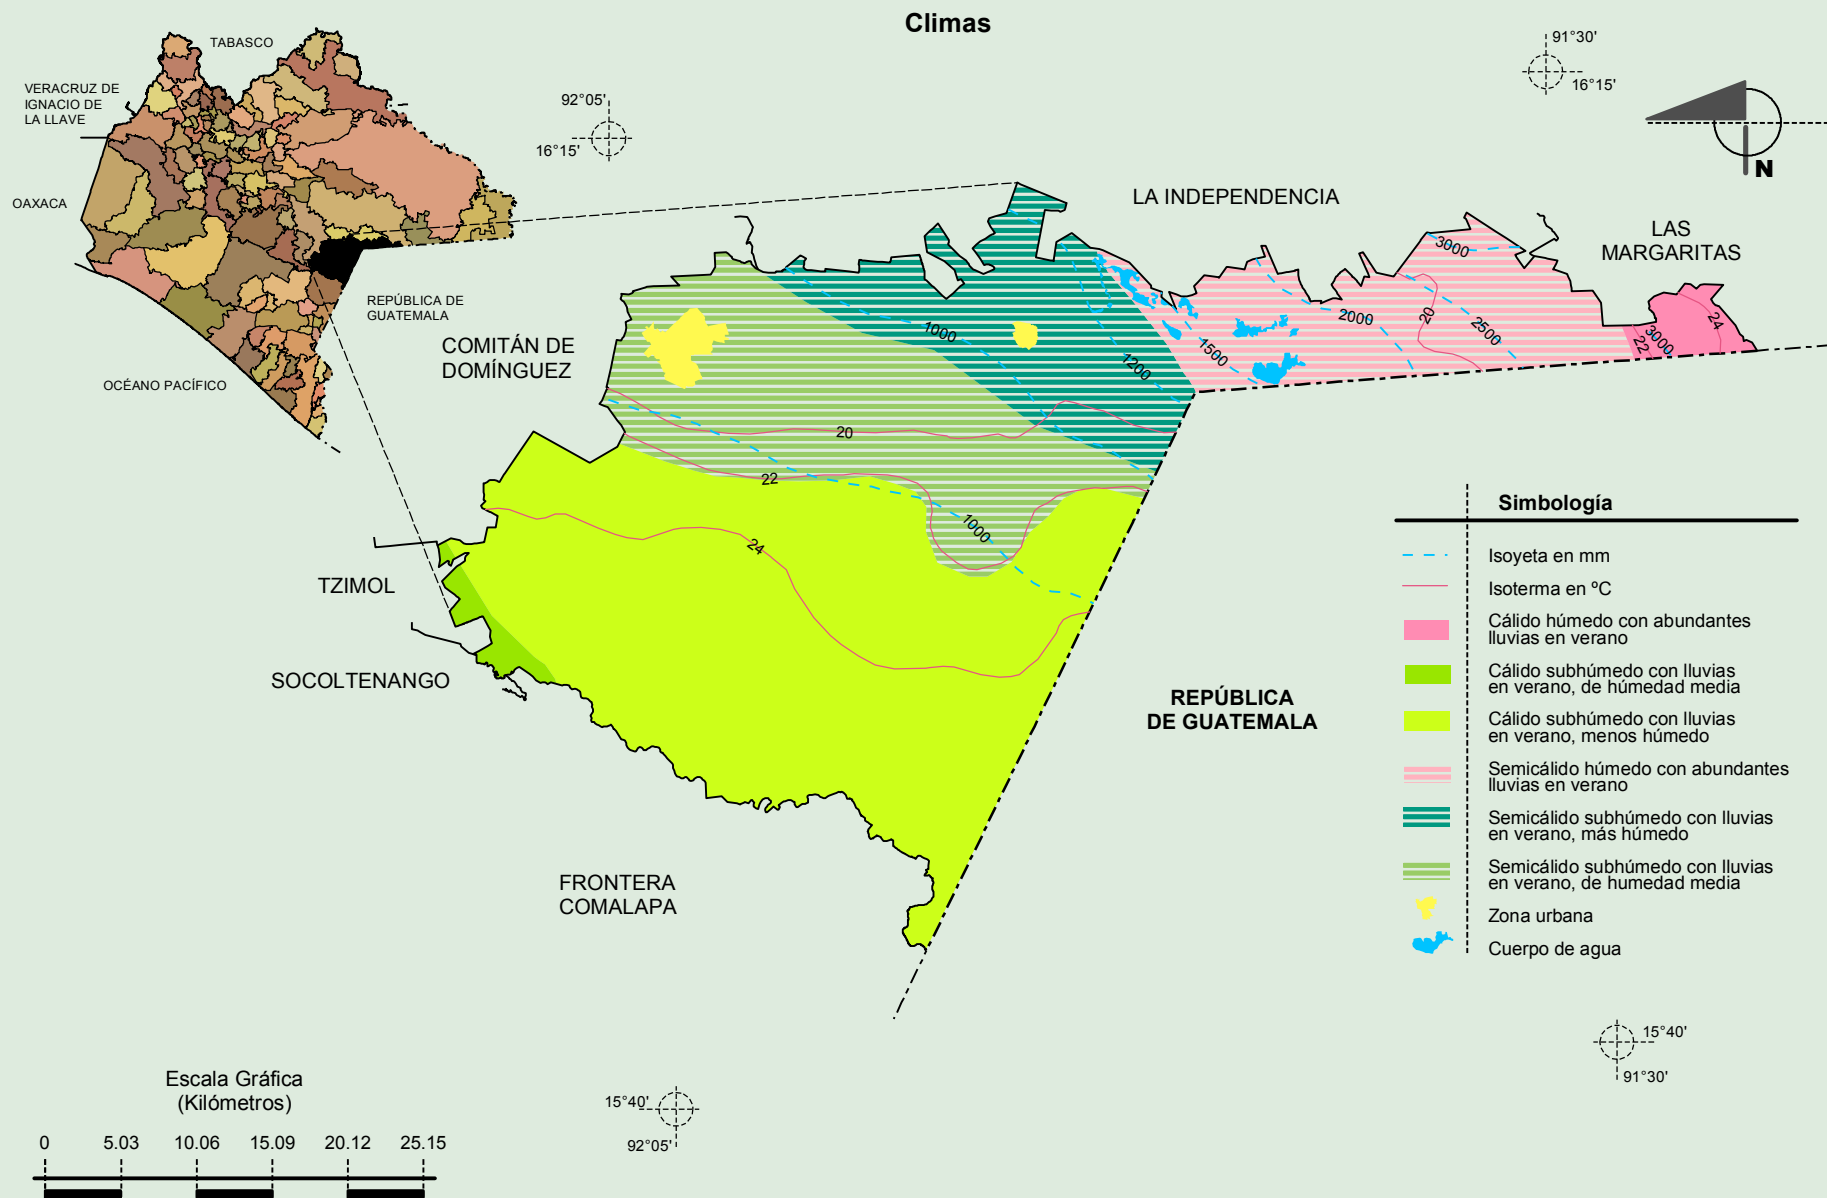 Climas
TABASCO
VERACRUZ DE
IGNACIO DE
LA LLAVE
OAXACA
REPÚBLICA DE
GUATEMALA
OCÉANO PACÍFICO
92°05'
16°15'
91°30'
16°15'
N
LA INDEPENDENCIA
LAS
MARGARITAS
COMITÁN DE
DOMÍNGUEZ
TZIMOL
SOCOLTENANGO
FRONTERA
COMALAPA
REPÚBLICA
DE GUATEMALA
3000
2000
20
2500
22
3000
24
1000
1200
1500
20
22
1000
24
Simbología
Isoyeta en mm
Isoterma en ºC
Cálido húmedo con abundantes
lluvias en verano
Cálido subhúmedo con lluvias
en verano, de húmedad media
Cálido subhúmedo con lluvias
en verano, menos húmedo
Semicálido húmedo con abundantes
lluvias en verano
Semicálido subhúmedo con lluvias
en verano, más húmedo
Semicálido subhúmedo con lluvias
en verano, de humedad media
Zona urbana
Cuerpo de agua
15°40'
91°30'
15°40'
92°05'
Escala Gráfica
(Kilómetros)
0 5.03 10.06 15.09 20.12 25.15